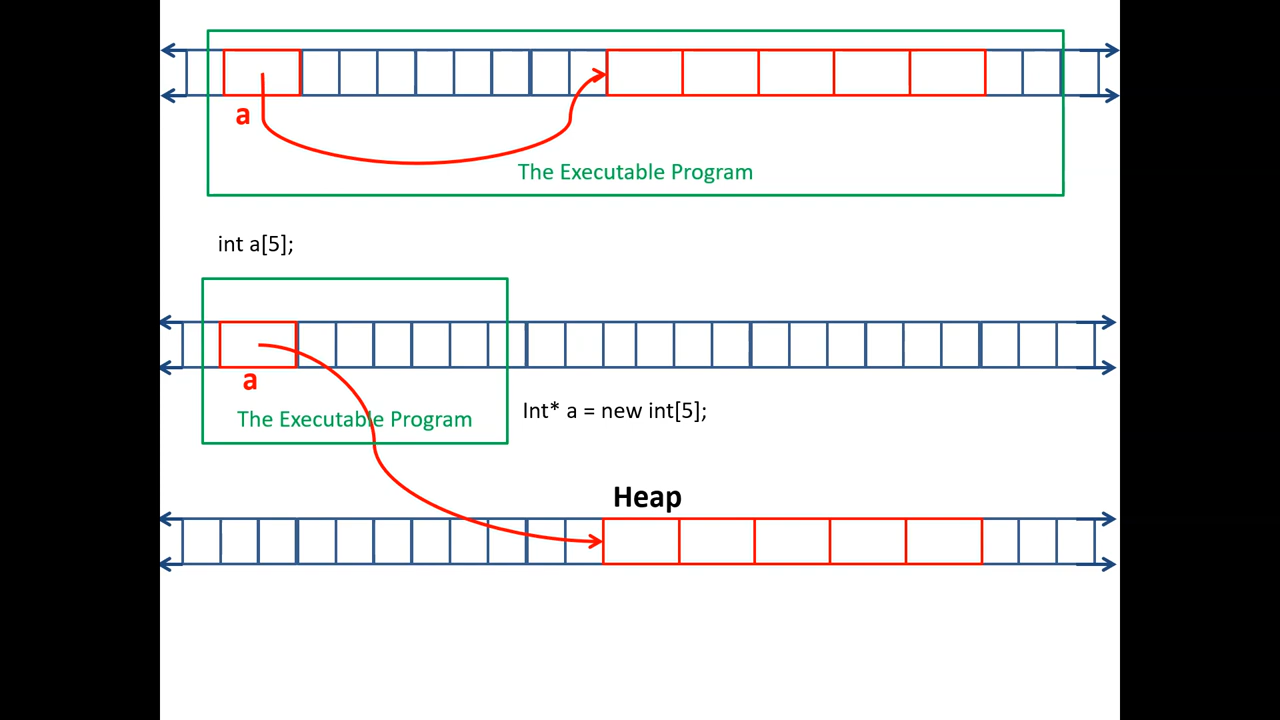 a
The Executable Program
int a[5];
a
The Executable Program
Int* a = new int[5];
Heap